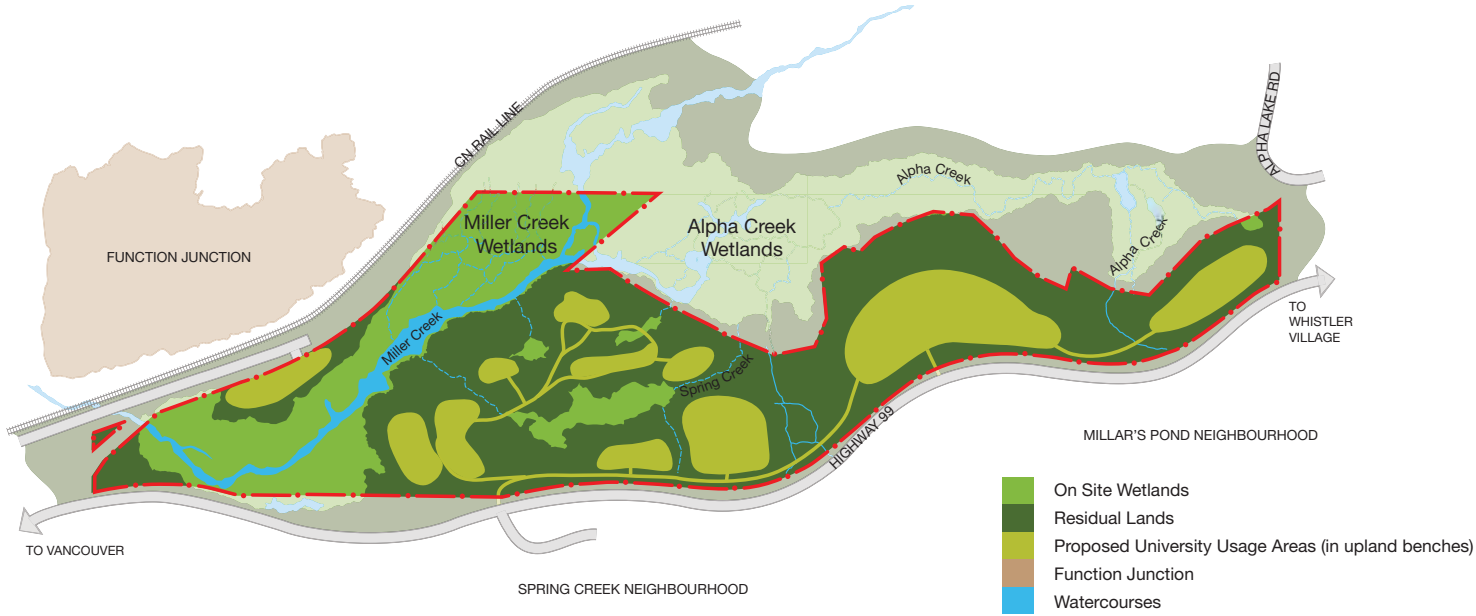 CN RAIL LINE
ALPHA LAKE RD
Alpha Creek
Miller Creek
Wetlands
Alpha Creek
Wetlands
FUNCTION JUNCTION
Alpha Creek
TO
WHISTLER
VILLAGE
Miller Creek
Spring Creek
HIGHWAY 99
MILLAR'S POND NEIGHBOURHOOD
TO VANCOUVER
SPRING CREEK NEIGHBOURHOOD
On Site Wetlands
Residual Lands
Proposed University Usage Areas (in upland benches)
Function Junction
Watercourses